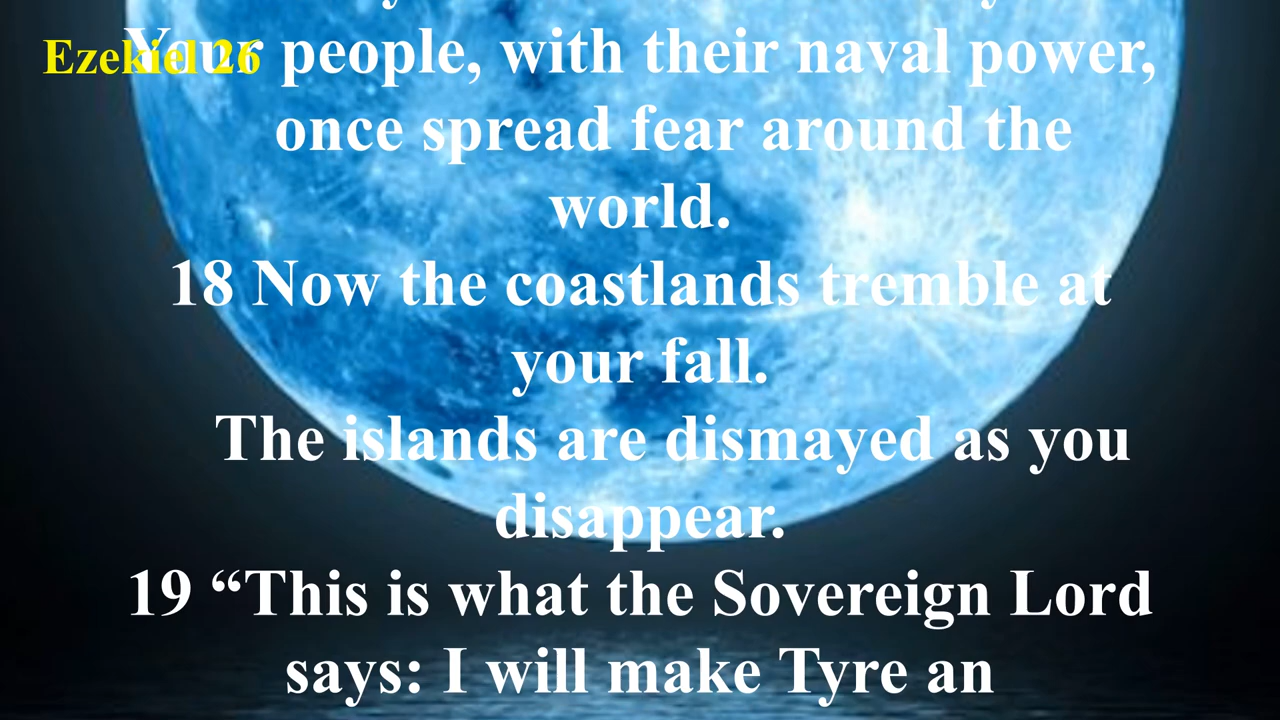 Ezekiel 26
Your people, with their naval power,
once spread fear around the
world.
18 Now the coastlands tremble at
your fall.
The islands are dismayed as you
disappear.
19 “This is what the Sovereign Lord
says: I will make Tyre an